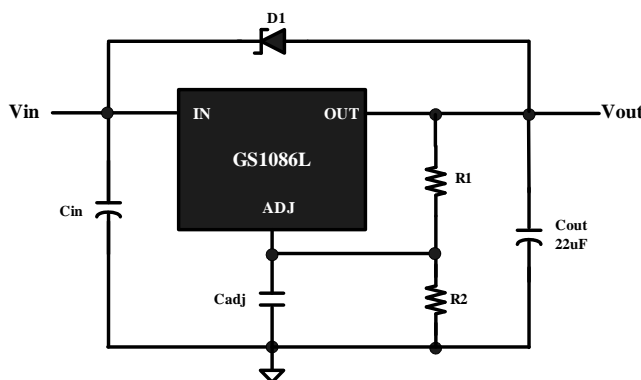 D1
Vin
IN
OUT
Vout
GS1086L
R1
ADJ
Cin
Cout
22uF
Cadj
R2